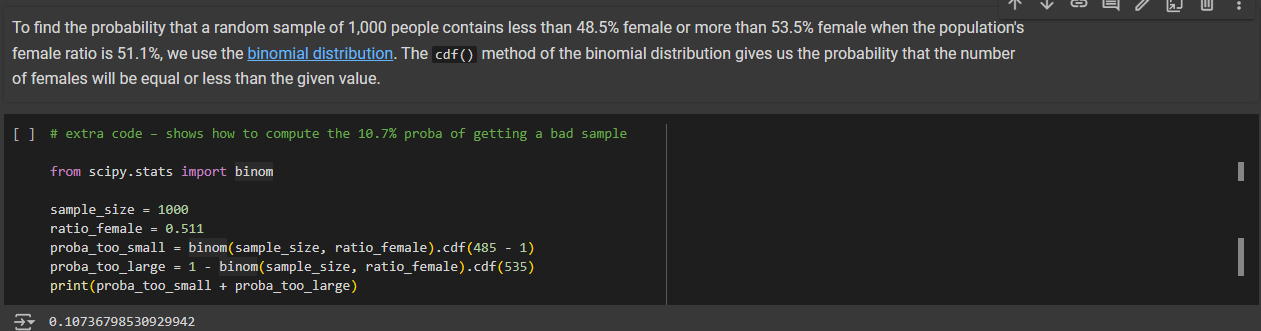 To find the probability that a random sample of 1,000 people contains less than 48.5% female or more than 53.5% female when the population's
female ratio is 51.1%, we use the binomial distribution. The cdf() method of the binomial distribution gives us the probability that the number
of females will be equal or less than the given value.
[ ] # extra code – shows how to compute the 10.7% proba of getting a bad sample
from scipy.stats import binom
sample_size = 1000
ratio_female = 0.511
proba_too_small = binom(sample_size, ratio_female).cdf(485 - 1)
proba_too_large = 1 - binom(sample_size, ratio_female).cdf(535)
print(proba_too_small + proba_too_large)
0.10736798530929942